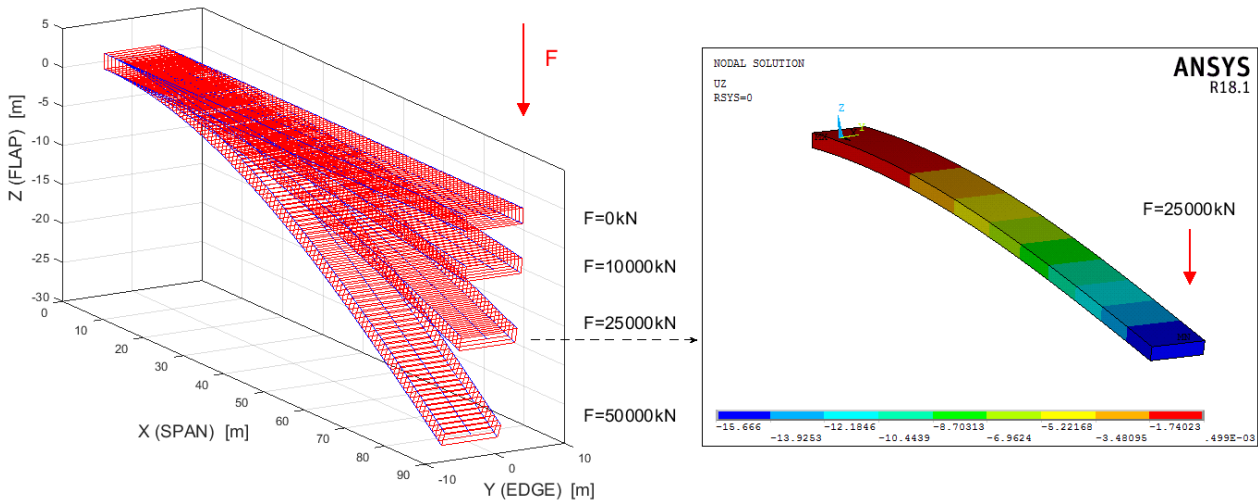 5
0
-5
-10
-15
-20
-25
-30
Z (FLAP) [m]
0
10
20
30
40
50
60
70
80
90
X (SPAN) [m]
-10
0
10
Y (EDGE) [m]
F
F=0kN
F=10000kN
F=25000kN
F=50000kN
NODAL SOLUTION
UZ
RSYS=0
ANSYS
R18.1
Z
Y
F=25000kN
-15.666
-13.9253
-12.1846
-10.4439
-8.70313
-6.9624
-5.22168
-3.48095
-1.74023
.499E-03